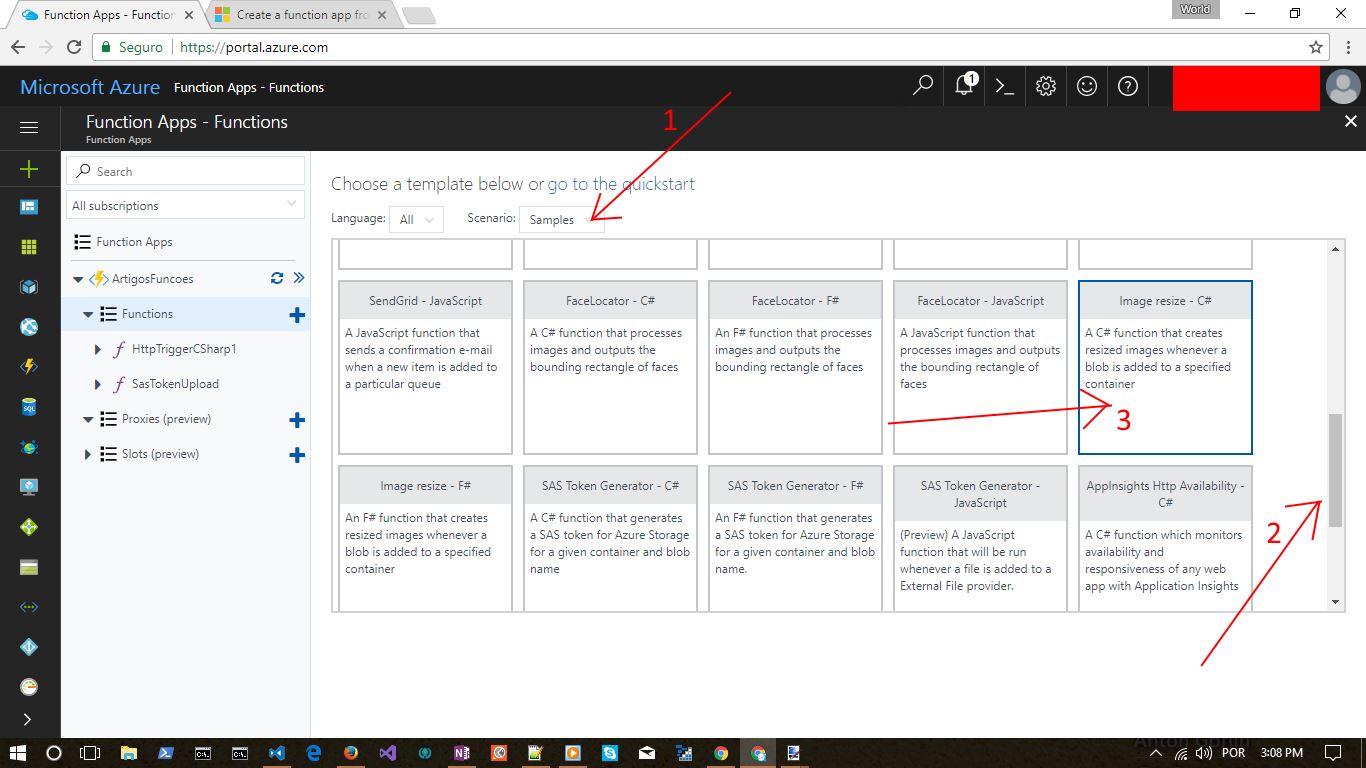 Function Apps - Function
Create a function app fro
World
Seguro
https://portal.azure.com
Microsoft Azure
Function Apps - Functions
1
Function Apps - Functions
Function Apps
1
Search
All subscriptions
Function Apps
ArtigosFuncoes
Functions
HttpTriggerCSharp1
SasTokenUpload
Proxies (preview)
Slots (preview)
Choose a template below or go to the quickstart
Language: All
Scenario: Samples
SendGrid - JavaScript
A JavaScript function that
sends a confirmation e-mail
when a new item is added to
a particular queue
FaceLocator - C#
A C# function that processes
images and outputs the
bounding rectangle of faces
FaceLocator - F#
An F# function that processes
images and outputs the
bounding rectangle of faces
FaceLocator - JavaScript
A JavaScript function that
processes images and outputs
the bounding rectangle of
faces
Image resize - C#
A C# function that creates
resized images whenever a
blob is added to a specified
container
3
Image resize - F#
An F# function that creates
resized images whenever a
blob is added to a specified
container
SAS Token Generator - C#
A C# function that generates
a SAS token for Azure Storage
for a given container and blob
name
SAS Token Generator - F#
An F# function that generates
a SAS token for Azure Storage
for a given container and blob
name.
SAS Token Generator -
JavaScript
(Preview) A JavaScript
function that will be run
whenever a file is added to a
External File provider.
AppInsights Http Availability -
C#
A C# function which monitors
availability and
responsiveness of any web
app with Application Insights
2
POR
3:08 PM